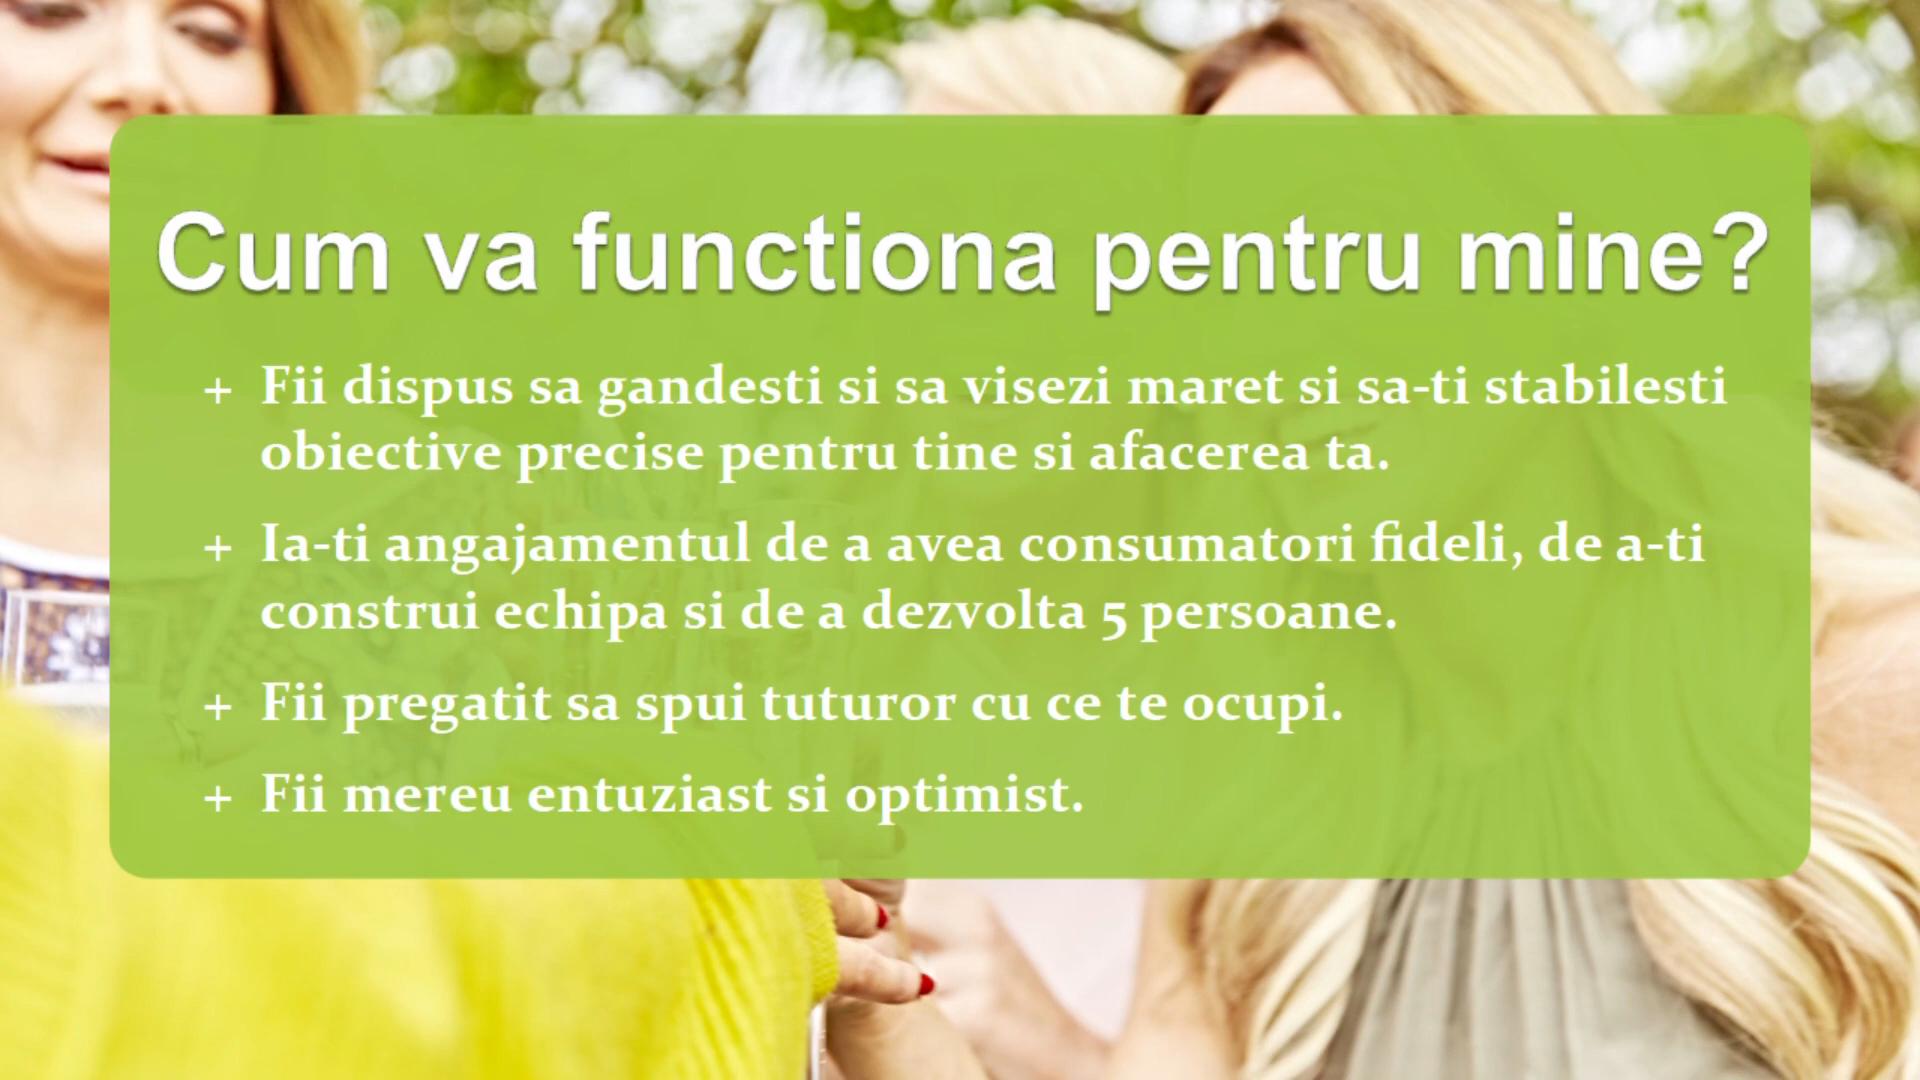 Cum va functiona pentru mine?
+ Fii dispus sa gandesti si sa visezi maret si sa-ti stabilesti
obiective precise pentru tine si afacerea ta.
+ Ia-ti angajamentul de a avea consumatori fideli, de a-ti
construi echipa si de a dezvolta 5 persoane.
+ Fii pregatit sa spui tuturor cu ce te ocupi.
+ Fii mereu entuziast si optimist.